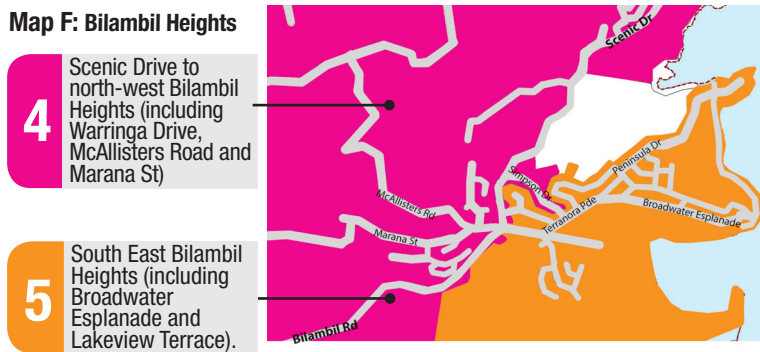 Map F: Bilambil Heights
4
Scenic Drive to
north-west Bilambil
Heights (including
Warringa Drive,
McAllisters Road and
Marana St)
5
South East Bilambil
Heights (including
Broadwater
Esplanade and
Lakeview Terrace).
Scenic Dr
Peninsula Dr
Simpson Dr
McAllisters Rd
Terranora Pde
Broadwater Esplanade
Marana St
Bilambil Rd